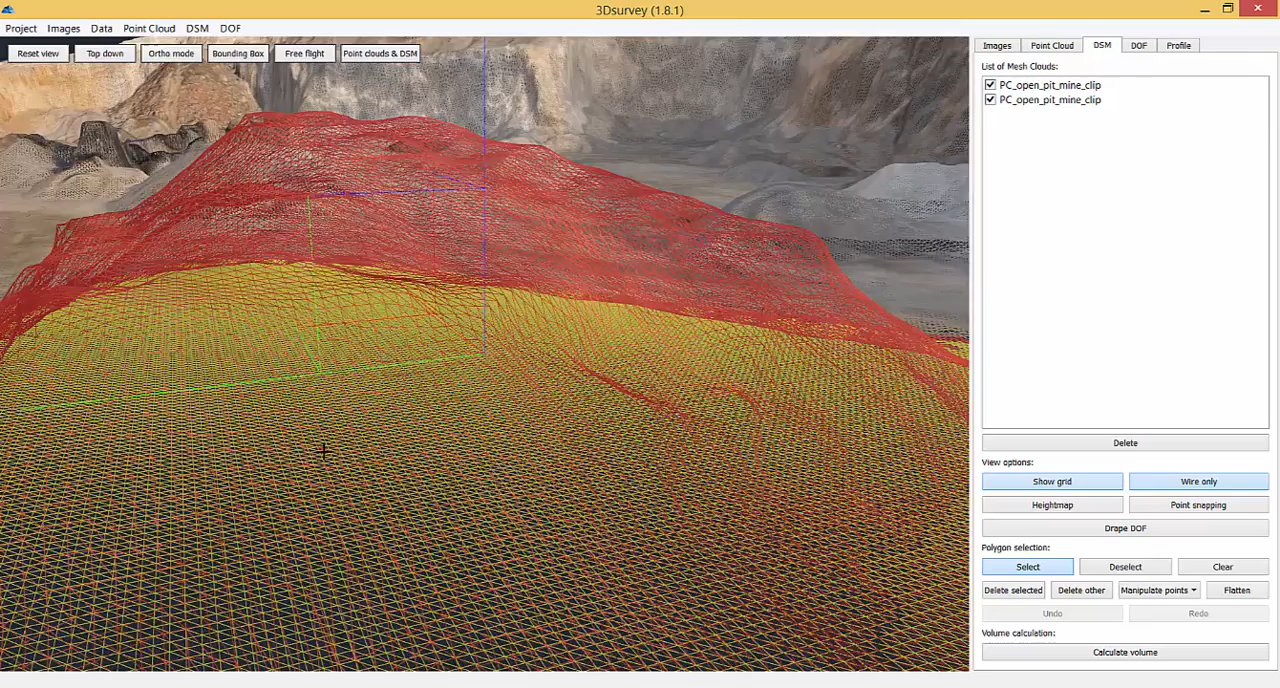 3Dsurvey (1.8.1)
Project Images Data Point Cloud DSM DOF
Reset view Top down Ortho mode Bounding Box Free flight Point clouds & DSM
Images Point Cloud DSM DOF Profile
List of Mesh Clouds:
PC_open_pit_mine_clip
PC_open_pit_mine_clip
Delete
View options:
Show grid Wire only
Heightmap Point snapping
Drape DOF
Polygon selection:
Select Deselect Clear
Delete selected Delete other Manipulate points Flatten
Undo Redo
Volume calculation:
Calculate volume